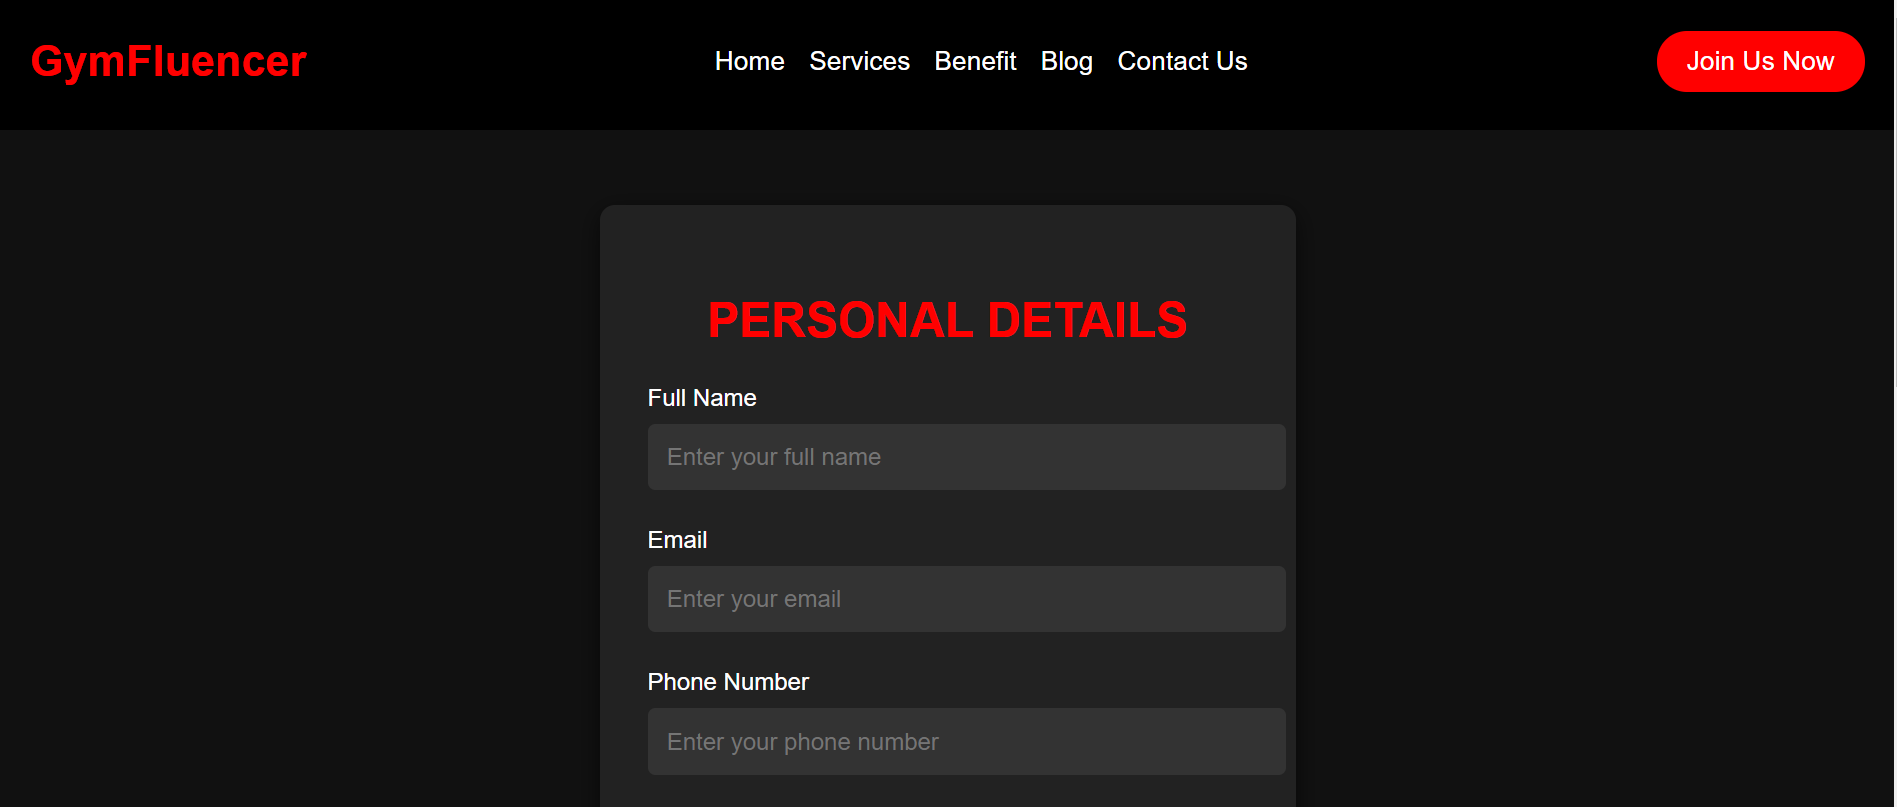 GymFluencer
Home Services Benefit Blog Contact Us
Join Us Now
PERSONAL DETAILS
Full Name
Enter your full name
Email
Enter your email
Phone Number
Enter your phone number